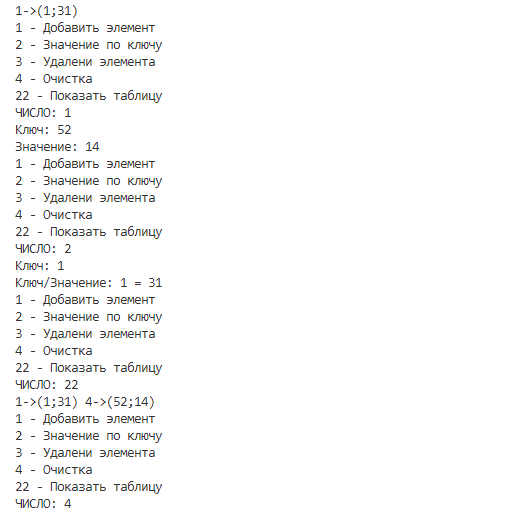 1->(1;31)
1 - Добавить элемент
2 - Значение по ключу
3 - Удалени элемента
4 - Очистка
22 - Показать таблицу
ЧИСЛО: 1
Ключ: 52
Значение: 14
1 - Добавить элемент
2 - Значение по ключу
3 - Удалени элемента
4 - Очистка
22 - Показать таблицу
ЧИСЛО: 2
Ключ: 1
Ключ/Значение: 1 = 31
1 - Добавить элемент
2 - Значение по ключу
3 - Удалени элемента
4 - Очистка
22 - Показать таблицу
ЧИСЛО: 22
1->(1;31) 4->(52;14)
1 - Добавить элемент
2 - Значение по ключу
3 - Удалени элемента
4 - Очистка
22 - Показать таблицу
ЧИСЛО: 4